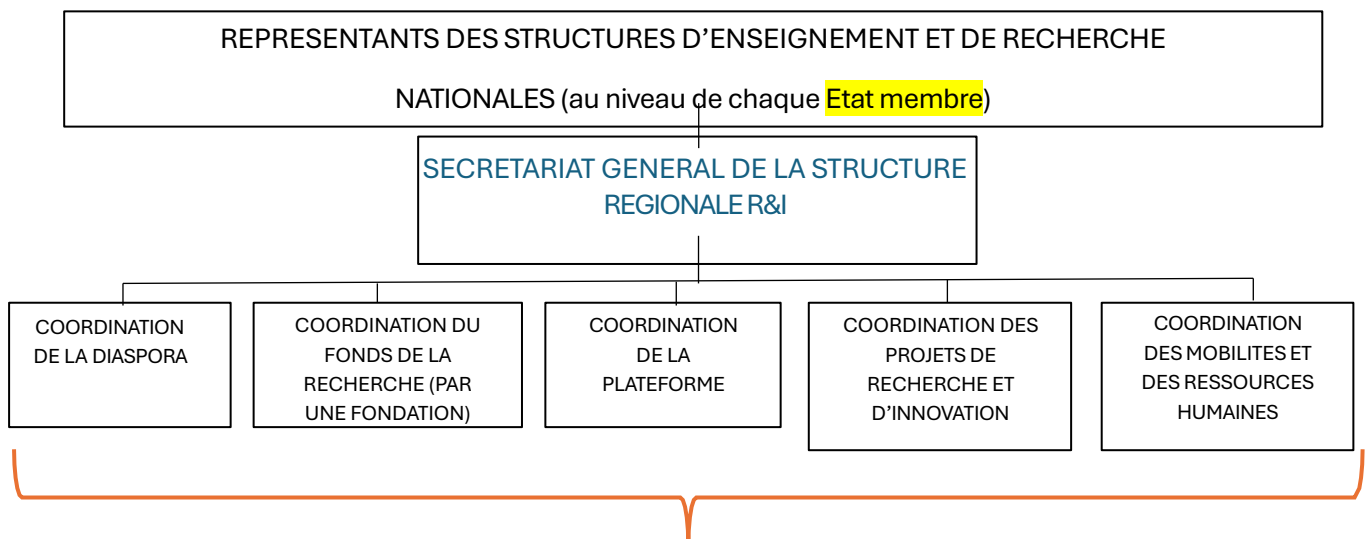 REPRESENTANTS DES STRUCTURES D’ENSEIGNEMENT ET DE RECHERCHE
NATIONALES (au niveau de chaque Etat membre)
SECRETARIAT GENERAL DE LA STRUCTURE
REGIONALE R&I
COORDINATION
DE LA DIASPORA
COORDINATION DU
FONDS DE LA
RECHERCHE (PAR
UNE FONDATION)
COORDINATION
DE LA
PLATEFORME
COORDINATION DES
PROJETS DE
RECHERCHE ET
D’INNOVATION
COORDINATION
DES MOBILITES ET
DES RESSOURCES
HUMAINES